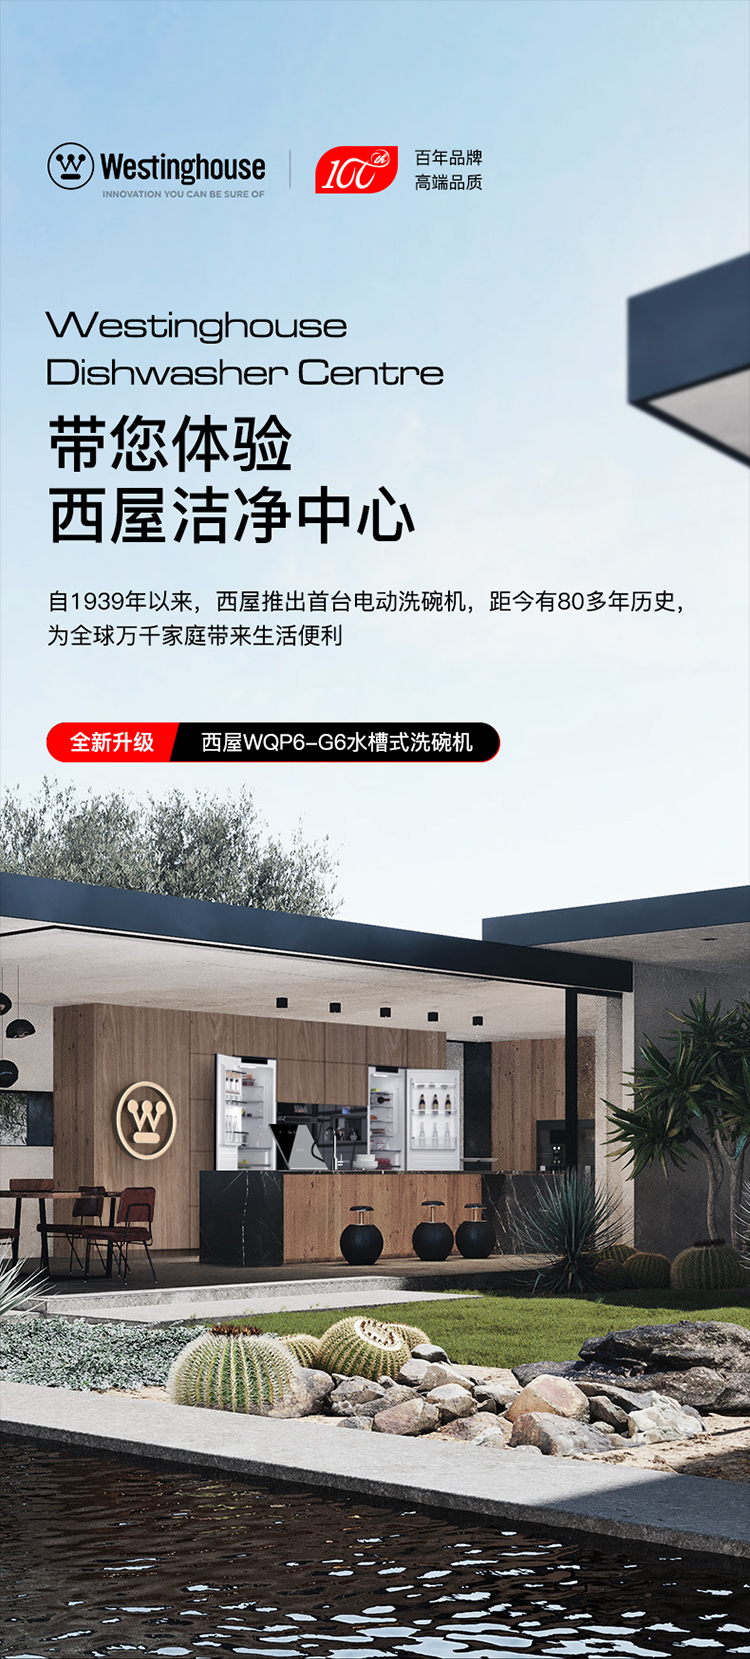 Westinghouse
INNOVATION YOU CAN BE SURE OF
100th
百年品牌
高端品质
Westinghouse
Dishwasher Centre
带您体验
西屋洁净中心
自1939年以来，西屋推出首台电动洗碗机，距今有80多年历史，
为全球万千家庭带来生活便利
全新升级 西屋WQP6-G6水槽式洗碗机